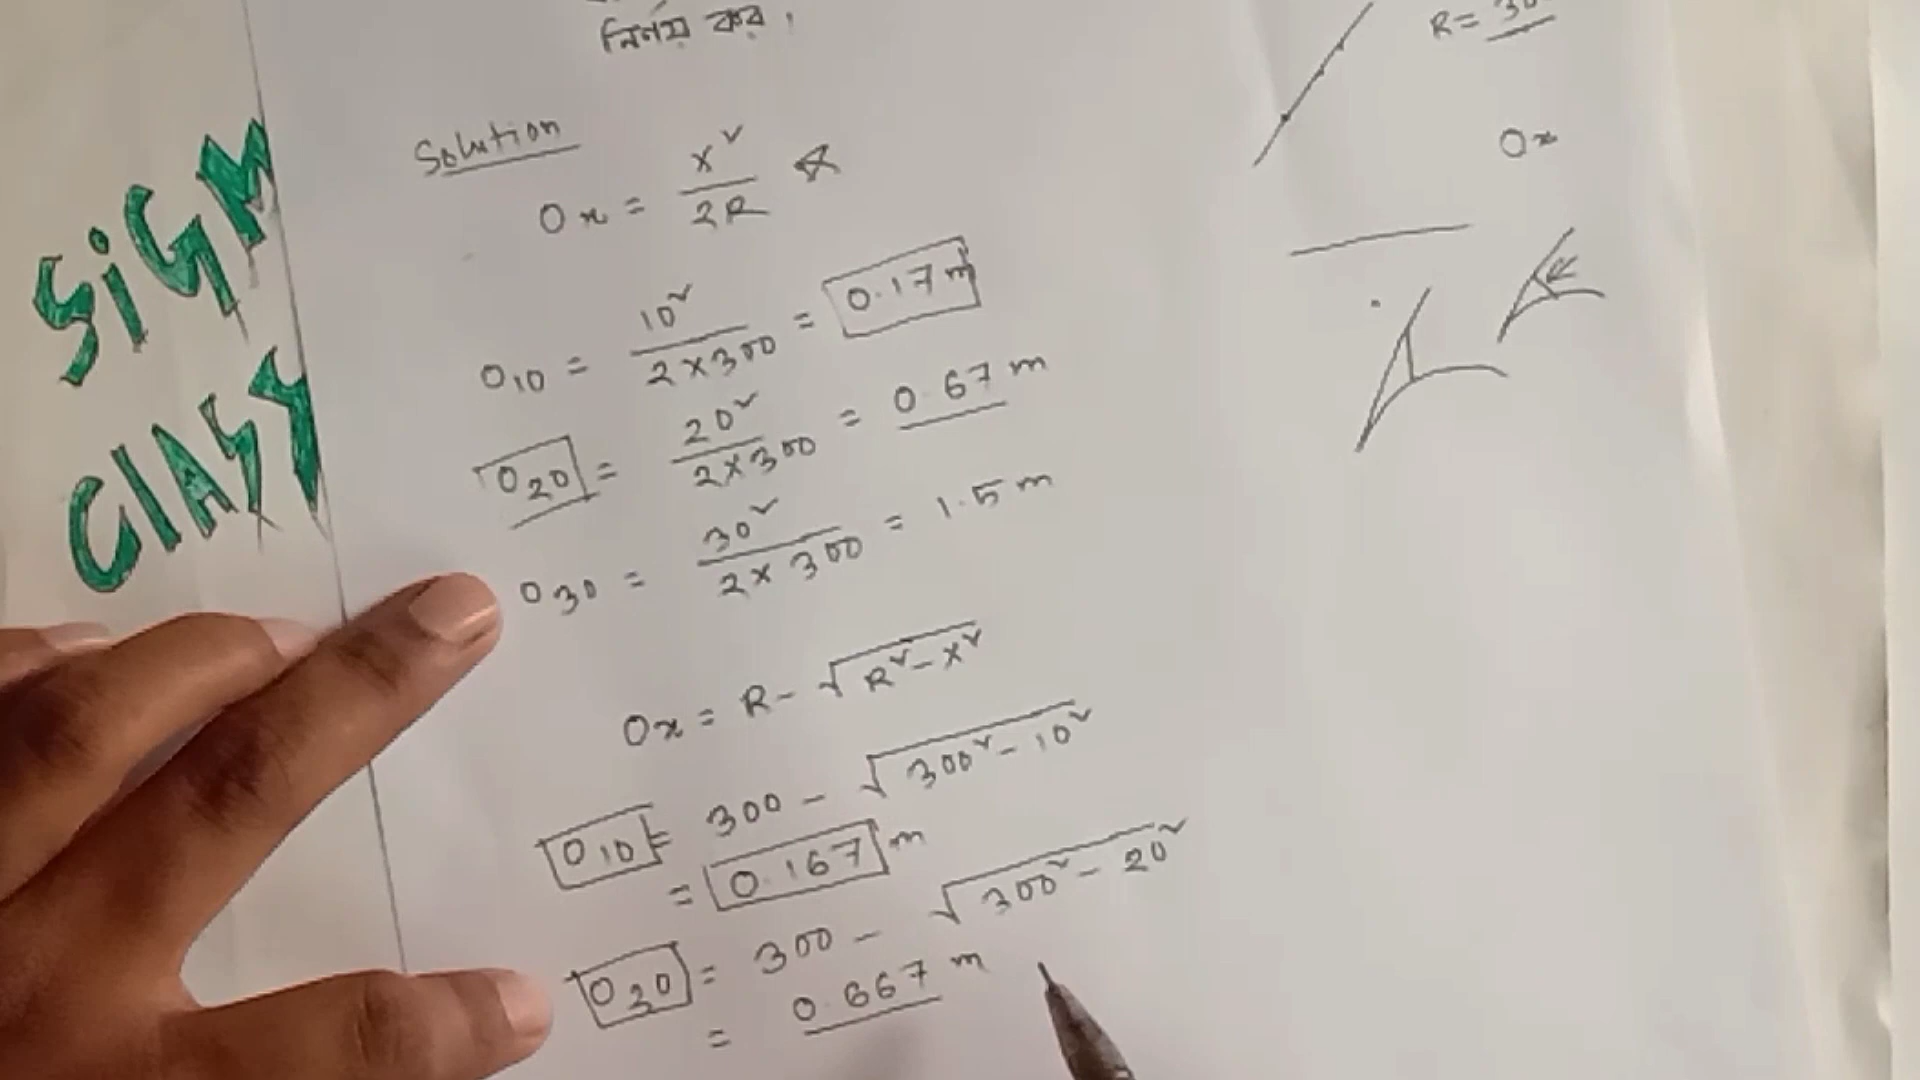 নির্ণয় কর।
R = 30
Solution
Ox = x²/2R
Ox
SiGM
ClASS
O10 = 10²/2×300 = 0.17 m
O20 = 20²/2×300 = 0.67 m
O30 = 30²/2×300 = 1.5 m
R
Ox = R - √R² - x²
O10 = 300 - √300² - 10²
= 0.167 m
O20 = 300 - √300² - 20²
= 0.667 m